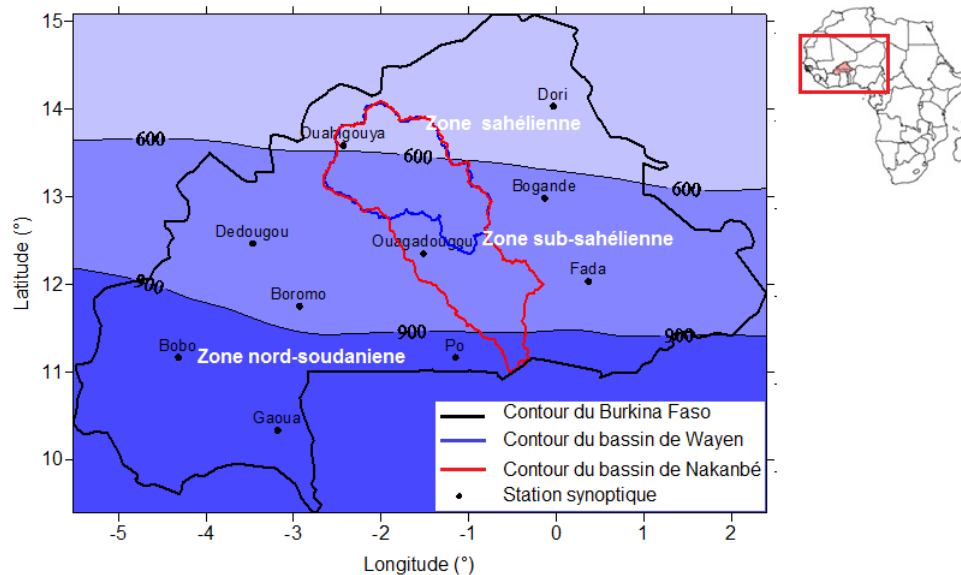 15
14
13
12
11
10
Latitude (°)
-5
-4
-3
-2
-1
0
1
2
Longitude (°)
Dori
Zone sahélienne
Ouahigouya
600
600
600
Bogande
Dedougou
Ouagadougou
Zone sub-sahélienne
Fada
900
Boromo
900
900
Bobo
Zone nord-soudaniene
Po
Gaoua
Contour du Burkina Faso
Contour du bassin de Wayen
Contour du bassin de Nakanbé
Station synoptique